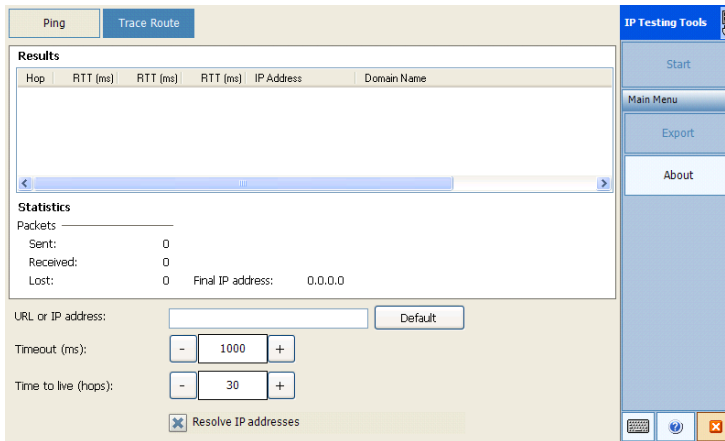 Ping
Trace Route
Results
Hop RTT (ms) RTT (ms) RTT (ms) IP Address Domain Name
Statistics
Packets
Sent: 0
Received: 0
Lost: 0 Final IP address: 0.0.0.0
URL or IP address: Default
Timeout (ms): - 1000 +
Time to live (hops): - 30 +
Resolve IP addresses
IP Testing Tools
Start
Main Menu
Export
About